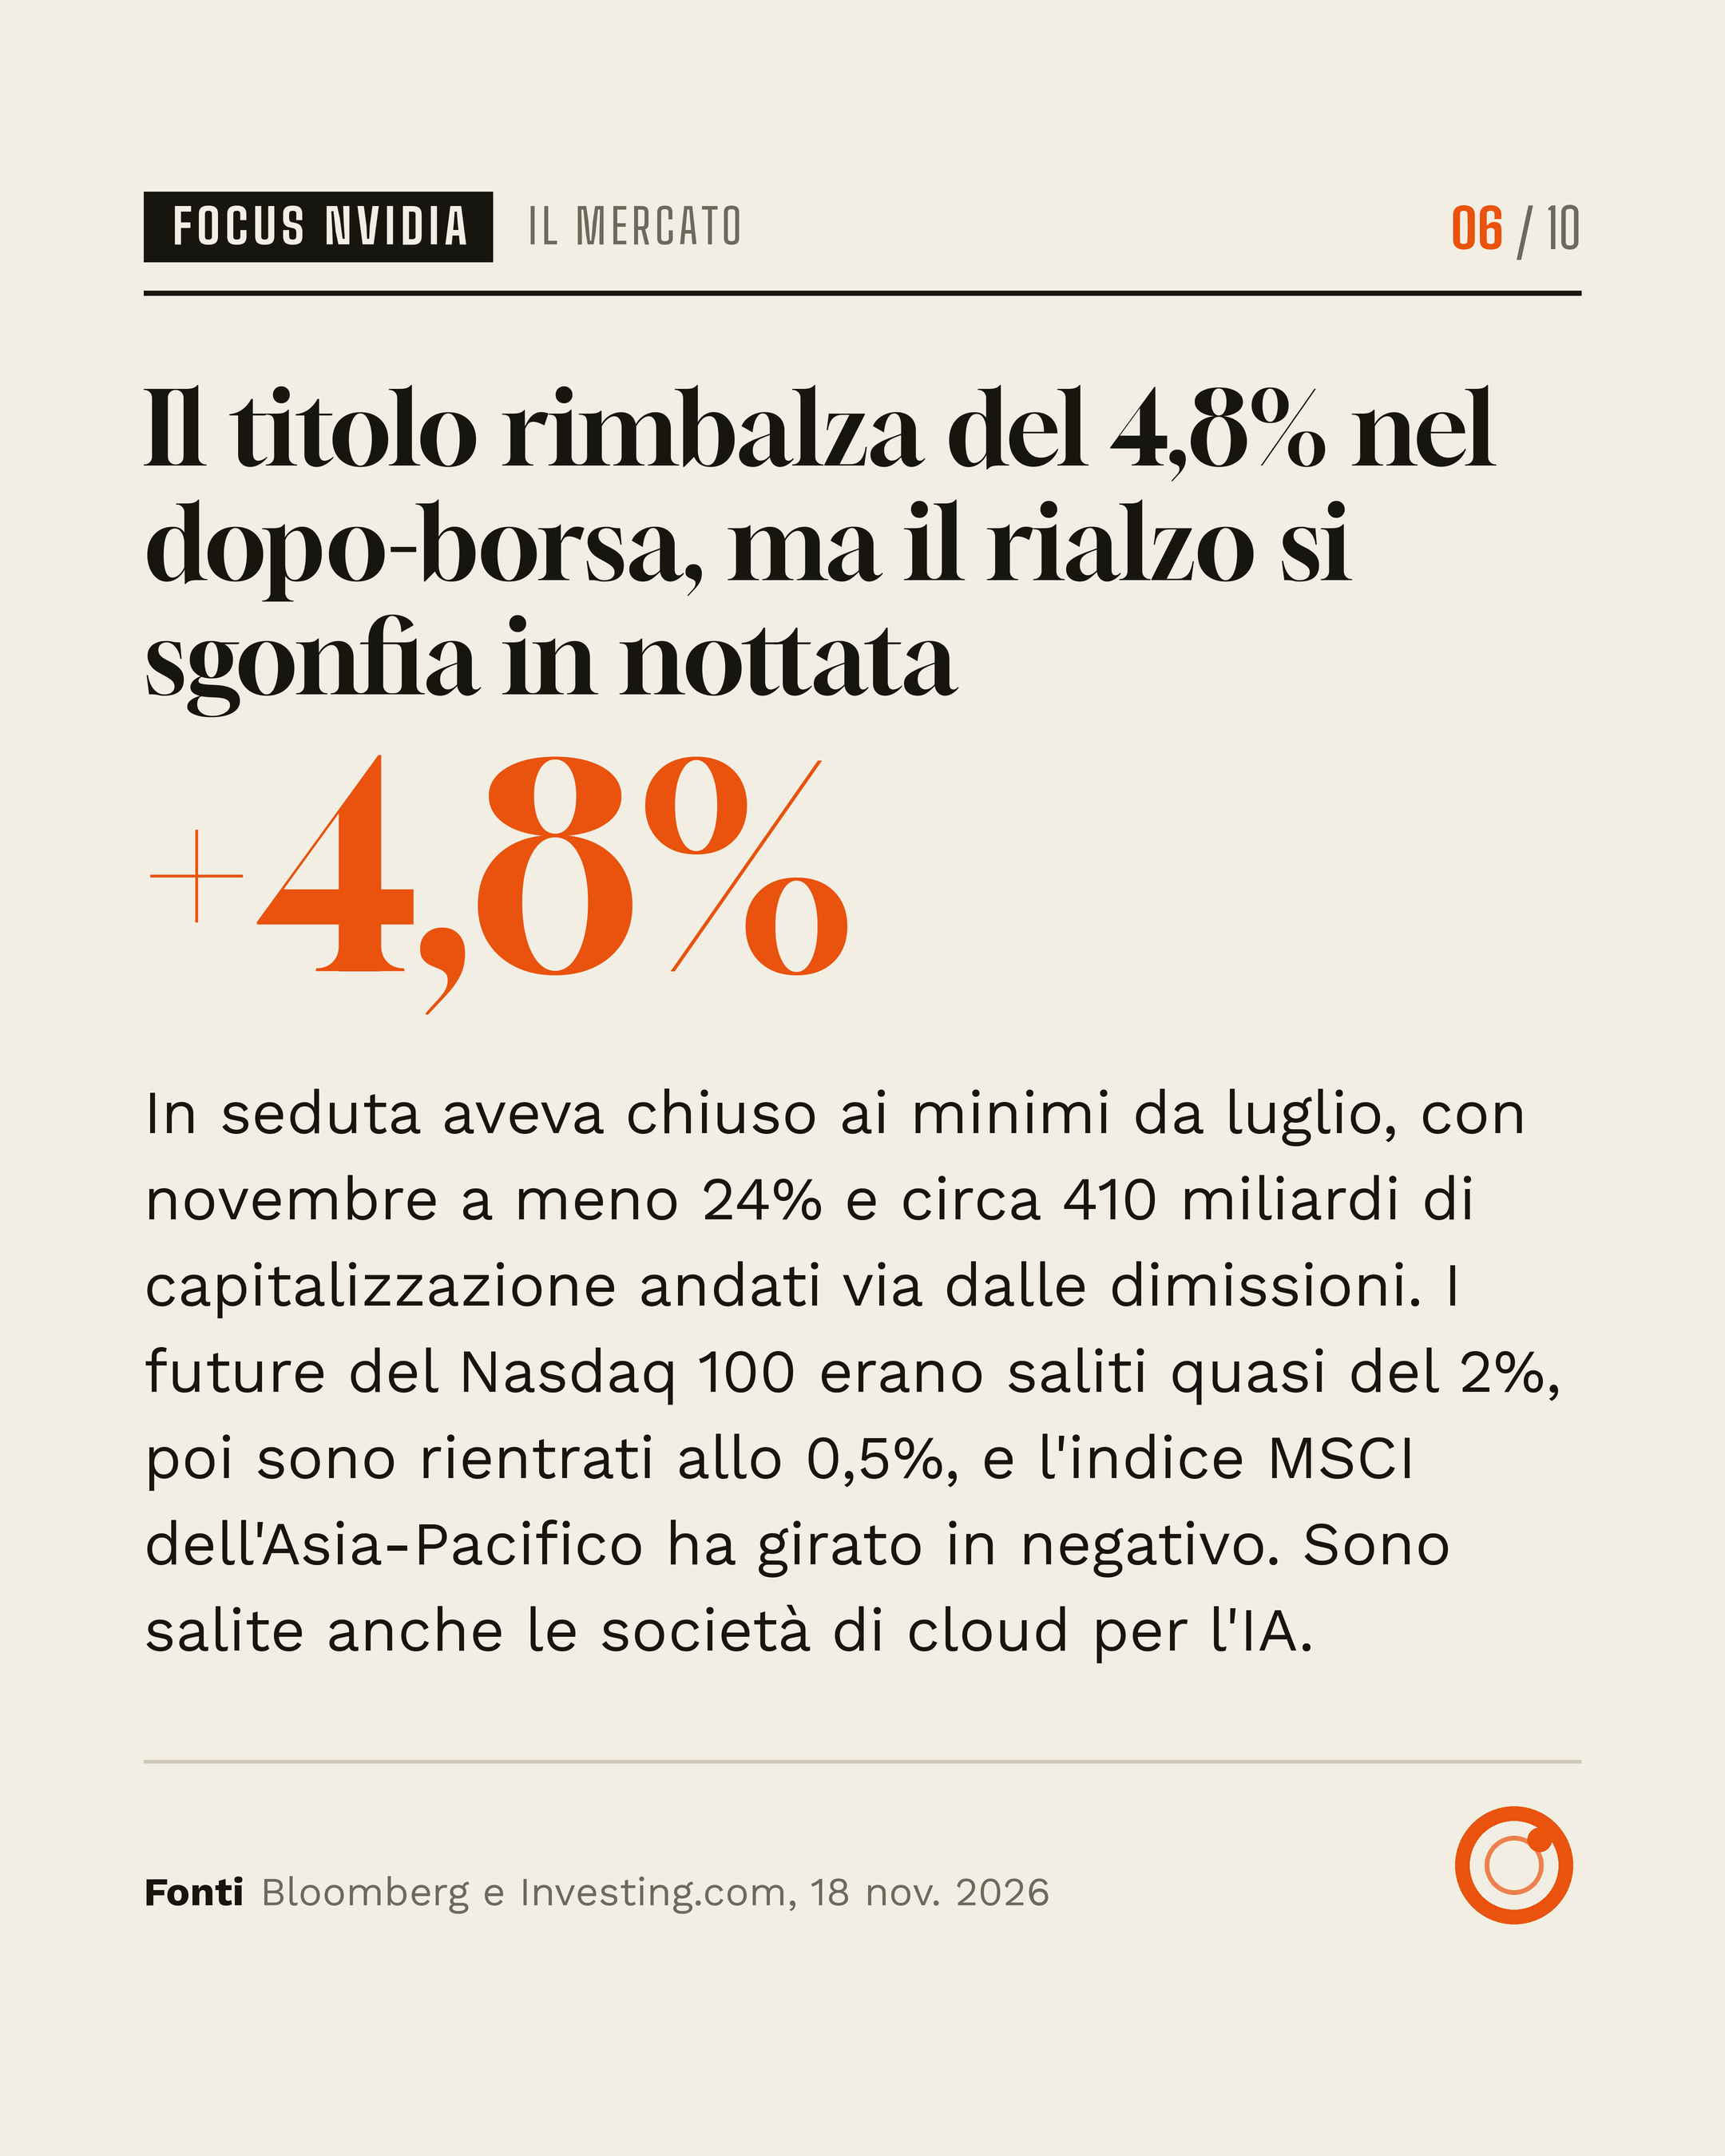 FOCUS NVIDIA IL MERCATO 06 / 10
Il titolo rimbalza del 4,8% nel
dopo-borsa, ma il rialzo si
sgonfia in nottata
+4,8%
In seduta aveva chiuso ai minimi da luglio, con
novembre a meno 24% e circa 410 miliardi di
capitalizzazione andati via dalle dimissioni. I
future del Nasdaq 100 erano saliti quasi del 2%,
poi sono rientrati allo 0,5%, e l'indice MSCI
dell'Asia-Pacifico ha girato in negativo. Sono
salite anche le società di cloud per l'IA.
Fonti Bloomberg e Investing.com, 18 nov. 2026